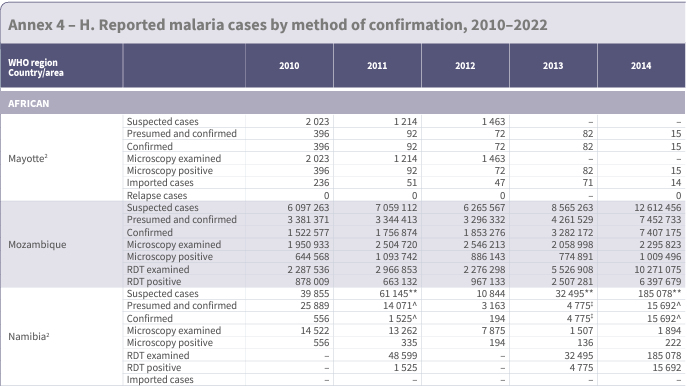 Annex 4 – H. Reported malaria cases by method of confirmation, 2010–2022
WHO region
Country/area
2010 2011 2012 2013 2014
AFRICAN
Mayotte²
Suspected cases 2 023 1 214 1 463 – –
Presumed and confirmed 396 92 72 82 15
Confirmed 396 92 72 82 15
Microscopy examined 2 023 1 214 1 463 – –
Microscopy positive 396 92 72 82 15
Imported cases 236 51 47 71 14
Relapse cases 0 0 0 – 0
Mozambique
Suspected cases 6 097 263 7 059 112 6 265 567 8 565 263 12 612 456
Presumed and confirmed 3 381 371 3 344 413 3 296 332 4 261 529 7 452 733
Confirmed 1 522 577 1 756 874 1 853 276 3 282 172 7 407 175
Microscopy examined 1 950 933 2 504 720 2 546 213 2 058 998 2 295 823
Microscopy positive 644 568 1 093 742 886 143 774 891 1 009 496
RDT examined 2 287 536 2 966 853 2 276 298 5 526 908 10 271 075
RDT positive 878 009 663 132 967 133 2 507 281 6 397 679
Namibia²
Suspected cases 39 855 61 145** 10 844 32 495** 185 078**
Presumed and confirmed 25 889 14 071^ 3 163 4 775‡ 15 692^
Confirmed 556 1 525^ 194 4 775‡ 15 692^
Microscopy examined 14 522 13 262 7 875 1 507 1 894
Microscopy positive 556 335 194 136 222
RDT examined – 48 599 – 32 495 185 078
RDT positive – 1 525 – 4 775 15 692
Imported cases – – – – –